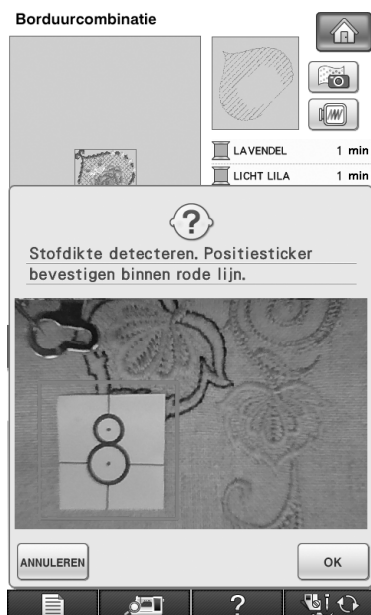 Borduurcombinatie
LAVENDEL 1 min
LICHT LILA 1 min
Stofdikte detecteren. Positiesticker
bevestigen binnen rode lijn.
ANNULEREN
OK